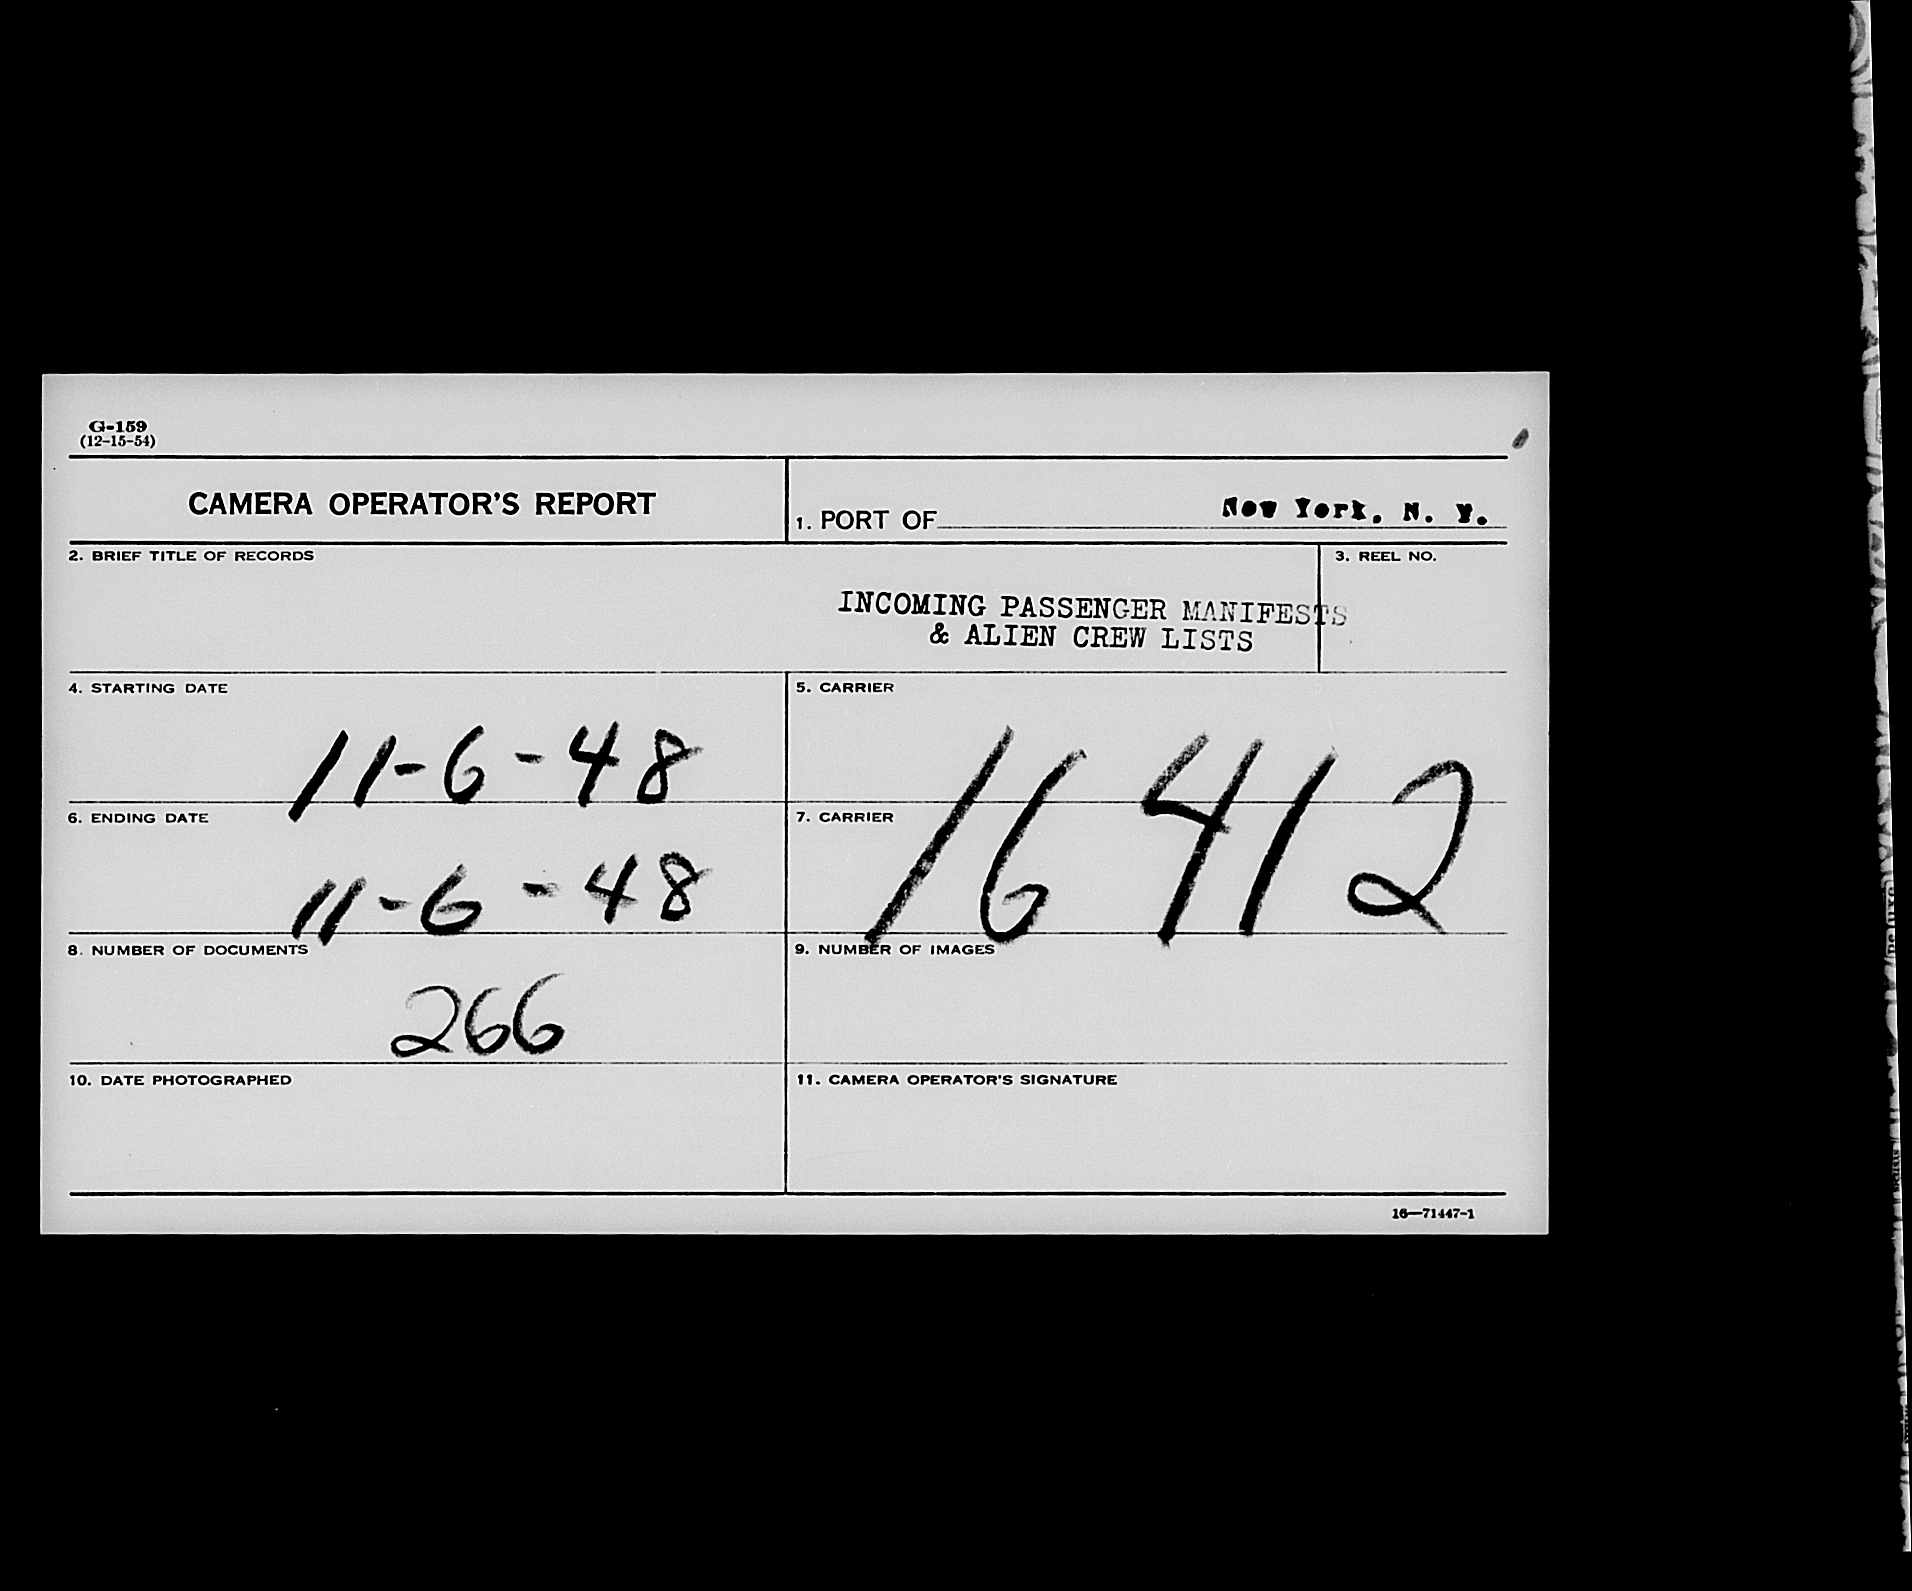 G-159
(12-15-54)
CAMERA OPERATOR'S REPORT
1. PORT OF New York, N. Y.
2. BRIEF TITLE OF RECORDS
3. REEL NO.
INCOMING PASSENGER MANIFESTS
& ALIEN CREW LISTS
4. STARTING DATE
11-6-48
5. CARRIER
16412
6. ENDING DATE
11-6-48
7. CARRIER
8. NUMBER OF DOCUMENTS
266
9. NUMBER OF IMAGES
10. DATE PHOTOGRAPHED
11. CAMERA OPERATOR'S SIGNATURE
16—71447-1